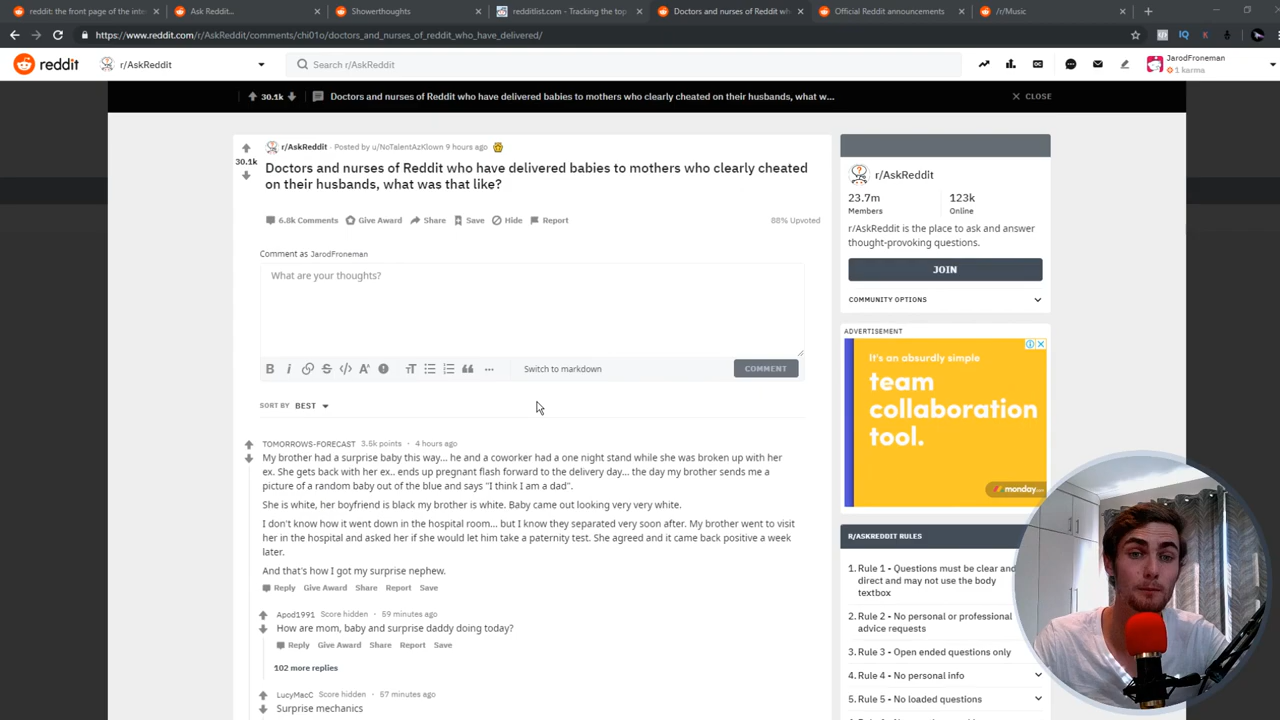 reddit: the front page of the inte
Ask Reddit...
Showerthoughts
redditlist.com - Tracking the top
Doctors and nurses of Reddit wh
Official Reddit announcements
/r/Music
https://www.reddit.com/r/AskReddit/comments/chi01o/doctors_and_nurses_of_reddit_who_have_delivered/
reddit
r/AskReddit
Search r/AskReddit
JarodFroneman
1 karma
30.1k
Doctors and nurses of Reddit who have delivered babies to mothers who clearly cheated on their husbands, what w...
CLOSE
r/AskReddit · Posted by u/NoTalentAzKlown 9 hours ago
30.1k
Doctors and nurses of Reddit who have delivered babies to mothers who clearly cheated
on their husbands, what was that like?
6.8k Comments Give Award Share Save Hide Report
88% Upvoted
Comment as JarodFroneman
What are your thoughts?
Switch to markdown
COMMENT
SORT BY BEST
TOMORROWS-FORECAST 3.5k points · 4 hours ago
My brother had a surprise baby this way... he and a coworker had a one night stand while she was broken up with her
ex. She gets back with her ex.. ends up pregnant flash forward to the delivery day... the day my brother sends me a
picture of a random baby out of the blue and says "I think I am a dad".
She is white, her boyfriend is black my brother is white. Baby came out looking very very white.
I don't know how it went down in the hospital room... but I know they separated very soon after. My brother went to visit
her in the hospital and asked her if she would let him take a paternity test. She agreed and it came back positive a week
later.
And that's how I got my surprise nephew.
Reply Give Award Share Report Save
Apod1991 Score hidden · 59 minutes ago
How are mom, baby and surprise daddy doing today?
Reply Give Award Share Report Save
102 more replies
LucyMacC Score hidden · 57 minutes ago
Surprise mechanics
r/AskReddit
23.7m
Members
123k
Online
r/AskReddit is the place to ask and answer
thought-provoking questions.
JOIN
COMMUNITY OPTIONS
ADVERTISEMENT
It's an absurdly simple
team
collaboration
tool.
monday.com
R/ASKREDDIT RULES
1. Rule 1 - Questions must be clear and
direct and may not use the body
textbox
2. Rule 2 - No personal or professional
advice requests
3. Rule 3 - Open ended questions only
4. Rule 4 - No personal info
5. Rule 5 - No loaded questions